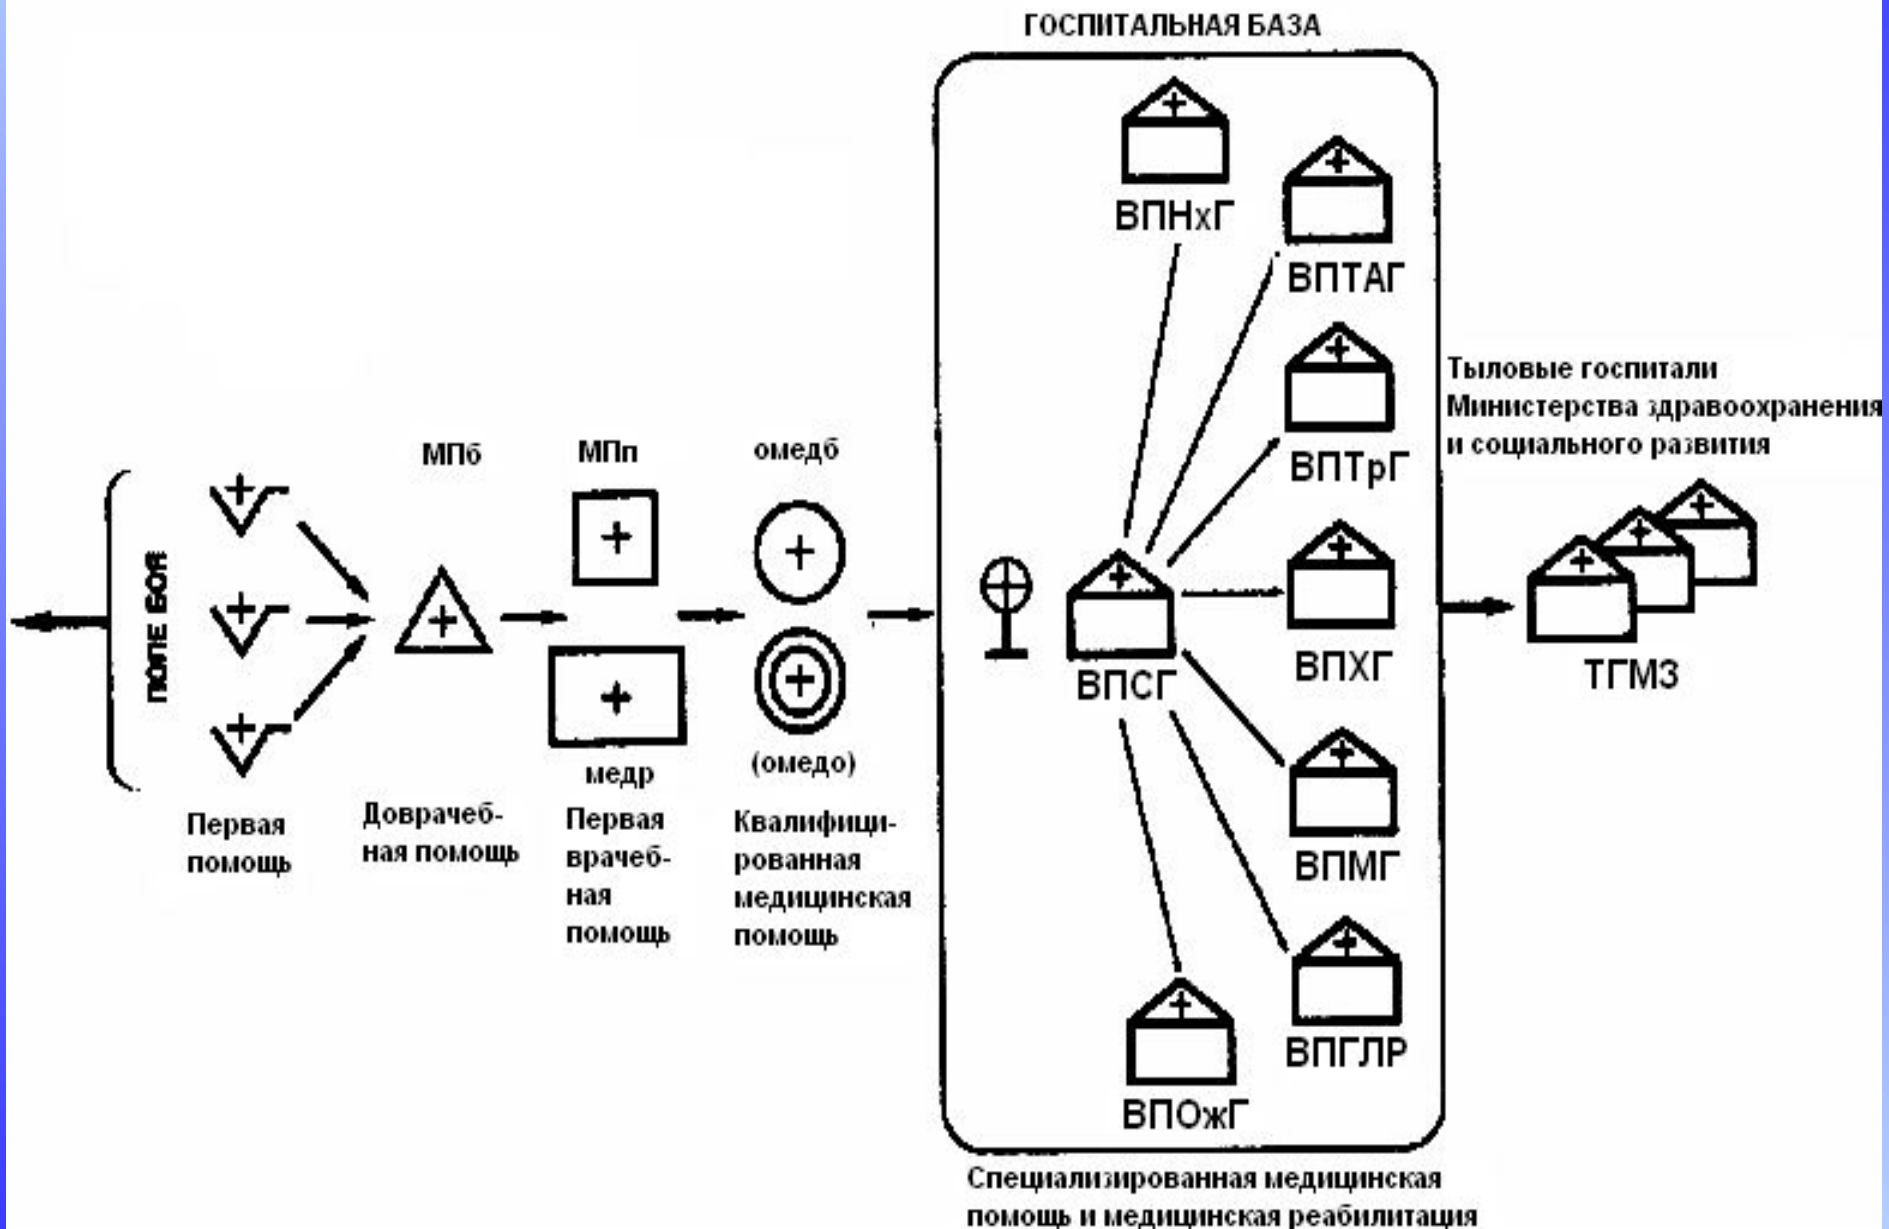 ГОСПИТАЛЬНАЯ БАЗА
ВПНхГ
ВПТАГ
Тыловые госпитали
Министерства здравоохранения
и социального развития
ВПТрГ
МПб
МПп
омедб
ПОЛЕ БОЯ
ВПХГ
ВПСГ
ТГМЗ
медр
(омедо)
Первая
помощь
Доврачеб-
ная помощь
Первая
врачеб-
ная
помощь
Квалифици-
рованная
медицинская
помощь
ВПМГ
ВПГЛР
ВПОжГ
Специализированная медицинская
помощь и медицинская реабилитация